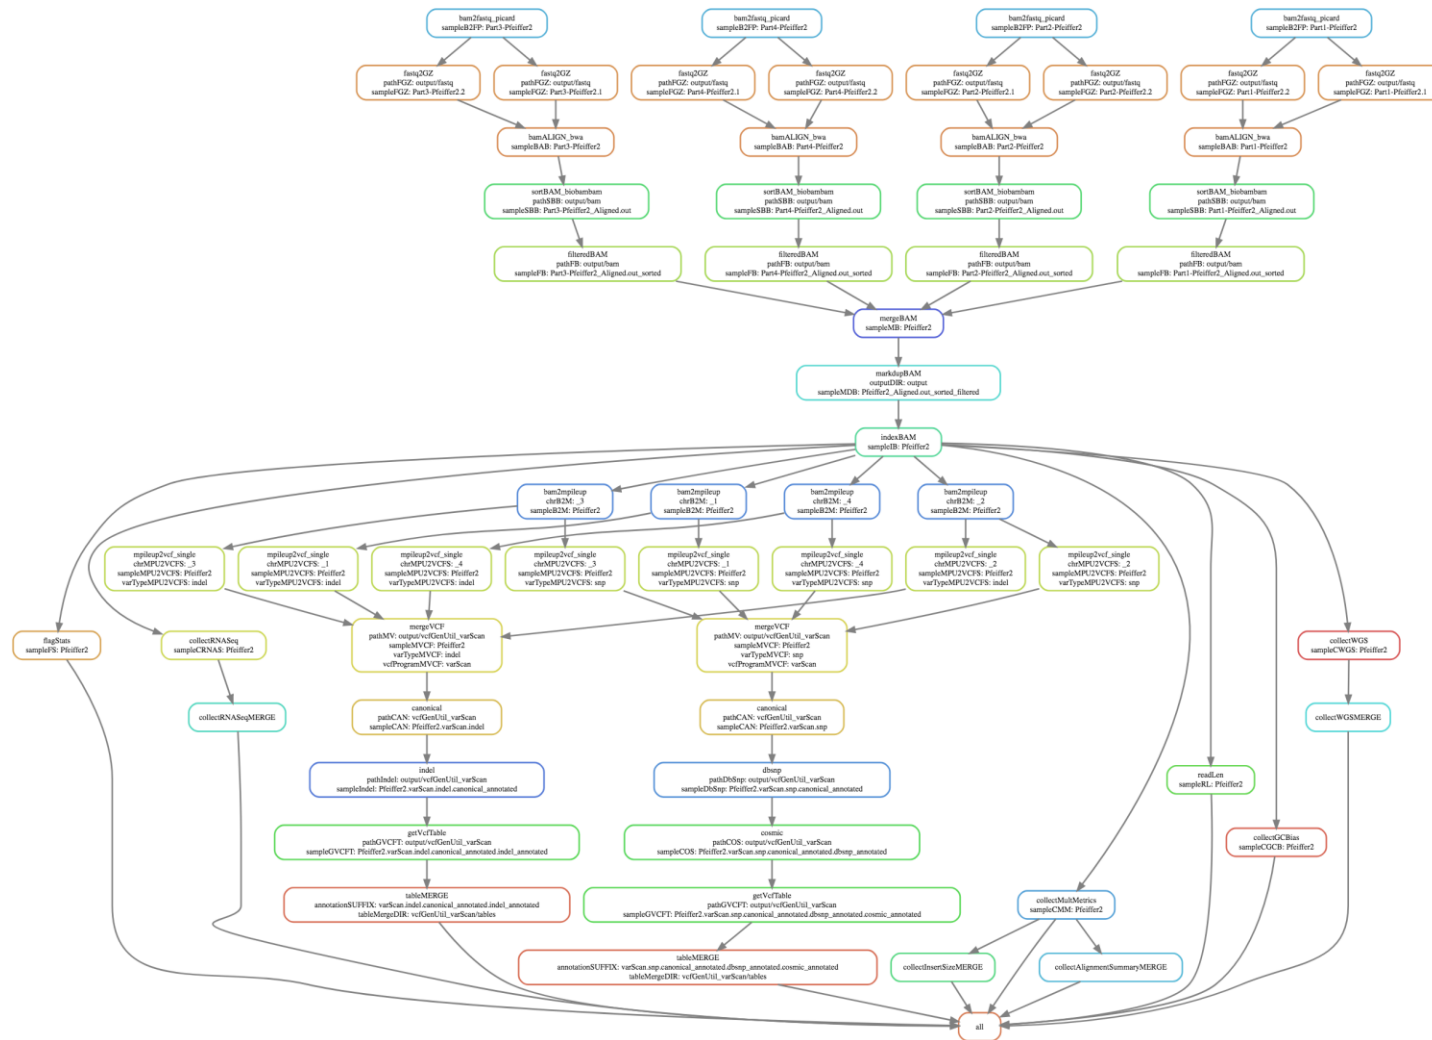 bam2fastq_picard
sampleB2FP: Part3-Pfeiffer2
bam2fastq_picard
sampleB2FP: Part4-Pfeiffer2
bam2fastq_picard
sampleB2FP: Part2-Pfeiffer2
bam2fastq_picard
sampleB2FP: Part1-Pfeiffer2
fastq2GZ
pathFGZ: output/fastq
sampleFGZ: Part3-Pfeiffer2.2
fastq2GZ
pathFGZ: output/fastq
sampleFGZ: Part3-Pfeiffer2.1
fastq2GZ
pathFGZ: output/fastq
sampleFGZ: Part4-Pfeiffer2.1
fastq2GZ
pathFGZ: output/fastq
sampleFGZ: Part4-Pfeiffer2.2
fastq2GZ
pathFGZ: output/fastq
sampleFGZ: Part2-Pfeiffer2.1
fastq2GZ
pathFGZ: output/fastq
sampleFGZ: Part2-Pfeiffer2.2
fastq2GZ
pathFGZ: output/fastq
sampleFGZ: Part1-Pfeiffer2.2
fastq2GZ
pathFGZ: output/fastq
sampleFGZ: Part1-Pfeiffer2.1
bamALIGN_bwa
sampleBAB: Part3-Pfeiffer2
bamALIGN_bwa
sampleBAB: Part4-Pfeiffer2
bamALIGN_bwa
sampleBAB: Part2-Pfeiffer2
bamALIGN_bwa
sampleBAB: Part1-Pfeiffer2
sortBAM_biobambam
pathSBB: output/bam
sampleSBB: Part3-Pfeiffer2_Aligned.out
sortBAM_biobambam
pathSBB: output/bam
sampleSBB: Part4-Pfeiffer2_Aligned.out
sortBAM_biobambam
pathSBB: output/bam
sampleSBB: Part2-Pfeiffer2_Aligned.out
sortBAM_biobambam
pathSBB: output/bam
sampleSBB: Part1-Pfeiffer2_Aligned.out
filteredBAM
pathFB: output/bam
sampleFB: Part3-Pfeiffer2_Aligned.out_sorted
filteredBAM
pathFB: output/bam
sampleFB: Part4-Pfeiffer2_Aligned.out_sorted
filteredBAM
pathFB: output/bam
sampleFB: Part2-Pfeiffer2_Aligned.out_sorted
filteredBAM
pathFB: output/bam
sampleFB: Part1-Pfeiffer2_Aligned.out_sorted
mergeBAM
sampleMB: Pfeiffer2
markdupBAM
outputDIR: output
sampleMDB: Pfeiffer2_Aligned.out_sorted_filtered
indexBAM
sampleIB: Pfeiffer2
bam2mpileup
chrB2M: _3
sampleB2M: Pfeiffer2
bam2mpileup
chrB2M: _1
sampleB2M: Pfeiffer2
bam2mpileup
chrB2M: _4
sampleB2M: Pfeiffer2
bam2mpileup
chrB2M: _2
sampleB2M: Pfeiffer2
mpileup2vcf_single
chrMPU2VCFS: _3
sampleMPU2VCFS: Pfeiffer2
varTypeMPU2VCFS: indel
mpileup2vcf_single
chrMPU2VCFS: _1
sampleMPU2VCFS: Pfeiffer2
varTypeMPU2VCFS: indel
mpileup2vcf_single
chrMPU2VCFS: _4
sampleMPU2VCFS: Pfeiffer2
varTypeMPU2VCFS: indel
mpileup2vcf_single
chrMPU2VCFS: _3
sampleMPU2VCFS: Pfeiffer2
varTypeMPU2VCFS: snp
mpileup2vcf_single
chrMPU2VCFS: _1
sampleMPU2VCFS: Pfeiffer2
varTypeMPU2VCFS: snp
mpileup2vcf_single
chrMPU2VCFS: _4
sampleMPU2VCFS: Pfeiffer2
varTypeMPU2VCFS: snp
mpileup2vcf_single
chrMPU2VCFS: _2
sampleMPU2VCFS: Pfeiffer2
varTypeMPU2VCFS: indel
mpileup2vcf_single
chrMPU2VCFS: _2
sampleMPU2VCFS: Pfeiffer2
varTypeMPU2VCFS: snp
flagStats
sampleFS: Pfeiffer2
collectRNASeq
sampleCRNAS: Pfeiffer2
mergeVCF
pathMV: output/vcfGenUtil_varScan
sampleMVCF: Pfeiffer2
varTypeMVCF: indel
vcfProgramMVCF: varScan
mergeVCF
pathMV: output/vcfGenUtil_varScan
sampleMVCF: Pfeiffer2
varTypeMVCF: snp
vcfProgramMVCF: varScan
collectWGS
sampleCWGS: Pfeiffer2
collectRNASeqMERGE
canonical
pathCAN: vcfGenUtil_varScan
sampleCAN: Pfeiffer2.varScan.indel
canonical
pathCAN: vcfGenUtil_varScan
sampleCAN: Pfeiffer2.varScan.snp
collectWGSMERGE
indel
pathIndel: output/vcfGenUtil_varScan
sampleIndel: Pfeiffer2.varScan.indel.canonical_annotated
dbsnp
pathDbSnp: output/vcfGenUtil_varScan
sampleDbSnp: Pfeiffer2.varScan.snp.canonical_annotated
readLen
sampleRL: Pfeiffer2
getVcfTable
pathGVCFT: output/vcfGenUtil_varScan
sampleGVCFT: Pfeiffer2.varScan.indel.canonical_annotated.indel_annotated
cosmic
pathCOS: output/vcfGenUtil_varScan
sampleCOS: Pfeiffer2.varScan.snp.canonical_annotated.dbsnp_annotated
collectGCBias
sampleCGCB: Pfeiffer2
tableMERGE
annotationSUFFIX: varScan.indel.canonical_annotated.indel_annotated
tableMergeDIR: vcfGenUtil_varScan/tables
getVcfTable
pathGVCFT: output/vcfGenUtil_varScan
sampleGVCFT: Pfeiffer2.varScan.snp.canonical_annotated.dbsnp_annotated.cosmic_annotated
collectMultMetrics
sampleCMM: Pfeiffer2
tableMERGE
annotationSUFFIX: varScan.snp.canonical_annotated.dbsnp_annotated.cosmic_annotated
tableMergeDIR: vcfGenUtil_varScan/tables
collectInsertSizeMERGE
collectAlignmentSummaryMERGE
all